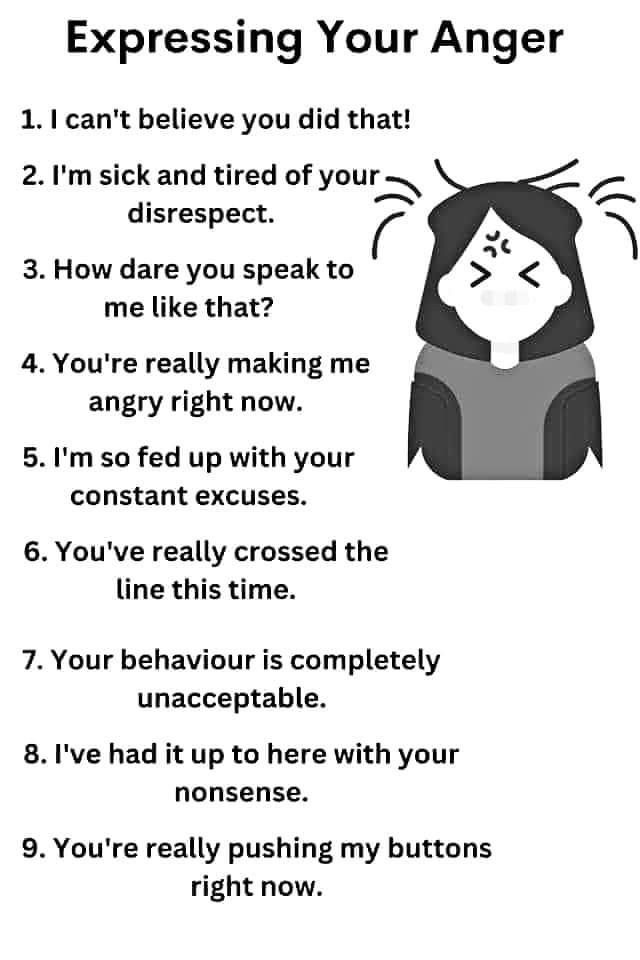 Expressing Your Anger
1. I can't believe you did that!
2. I'm sick and tired of your
disrespect.
3. How dare you speak to
me like that?
4. You're really making me
angry right now.
5. I'm so fed up with your
constant excuses.
6. You've really crossed the
line this time.
7. Your behaviour is completely
unacceptable.
8. I've had it up to here with your
nonsense.
9. You're really pushing my buttons
right now.